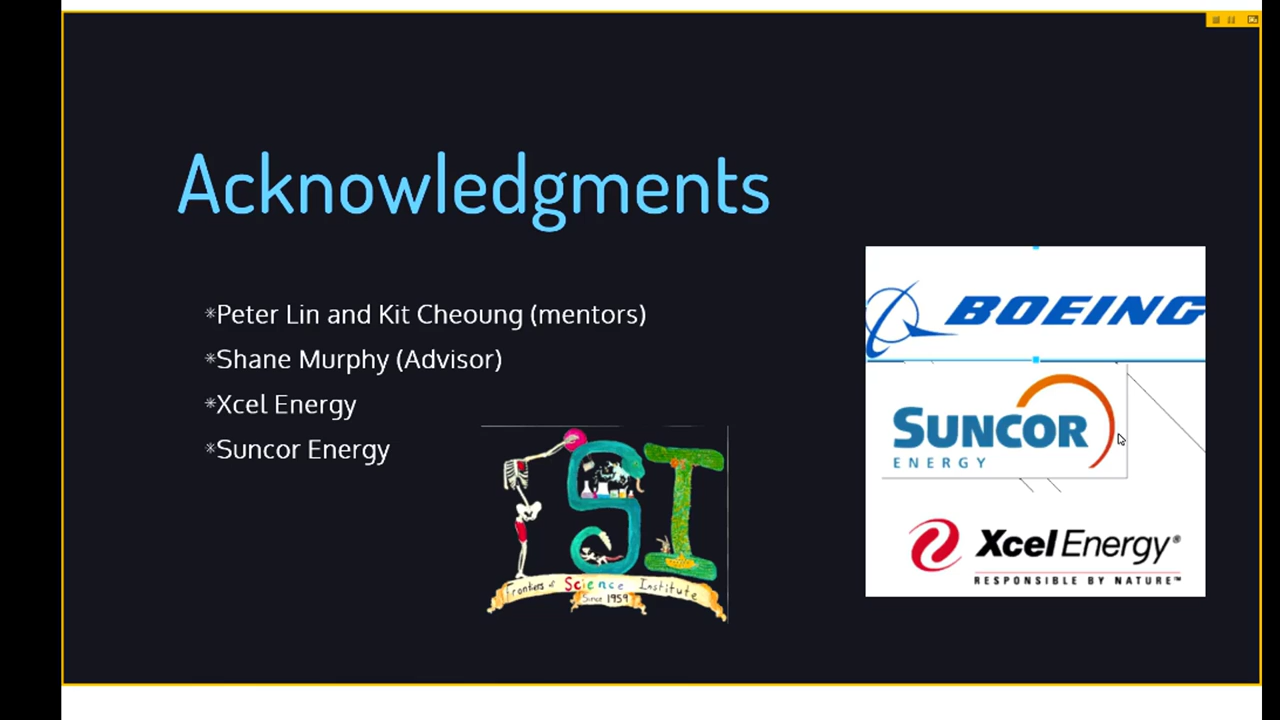 Acknowledgments
Peter Lin and Kit Cheoung (mentors)
Shane Murphy (Advisor)
Xcel Energy
Suncor Energy
Frontiers of Science Institute
Since 1959
BOEING
SUNCOR
ENERGY
Xcel Energy®
RESPONSIBLE BY NATURE™